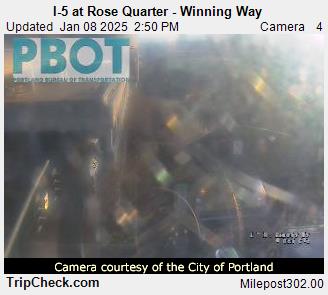 I-5 at Rose Quarter - Winning Way
Updated Jan 08 2025 2:50 PM Camera 4
PBOT
PORTLAND BUREAU OF TRANSPORTATION
Camera courtesy of the City of Portland
TripCheck.com Milepost302.00